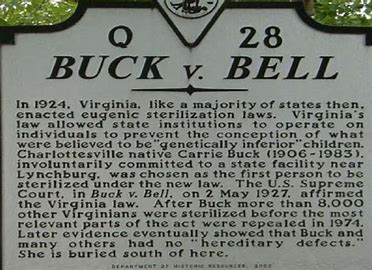 Q 28
BUCK v. BELL
In 1924, Virginia, like a majority of states then,
enacted eugenic sterilization laws. Virginia's
law allowed state institutions to operate on
individuals to prevent the conception of what
were believed to be "genetically inferior" children.
Charlottesville native Carrie Buck (1906-1983),
involuntarily committed to a state facility near
Lynchburg, was chosen as the first person to be
sterilized under the new law. The U.S. Supreme
Court, in Buck v. Bell, on 2 May 1927, affirmed
the Virginia law. After Buck more than 8,000
other Virginians were sterilized before the most
relevant parts of the act were repealed in 1974.
Later evidence eventually showed that Buck and
many others had no "hereditary defects."
She is buried south of here.
DEPARTMENT OF HISTORIC RESOURCES, 2002